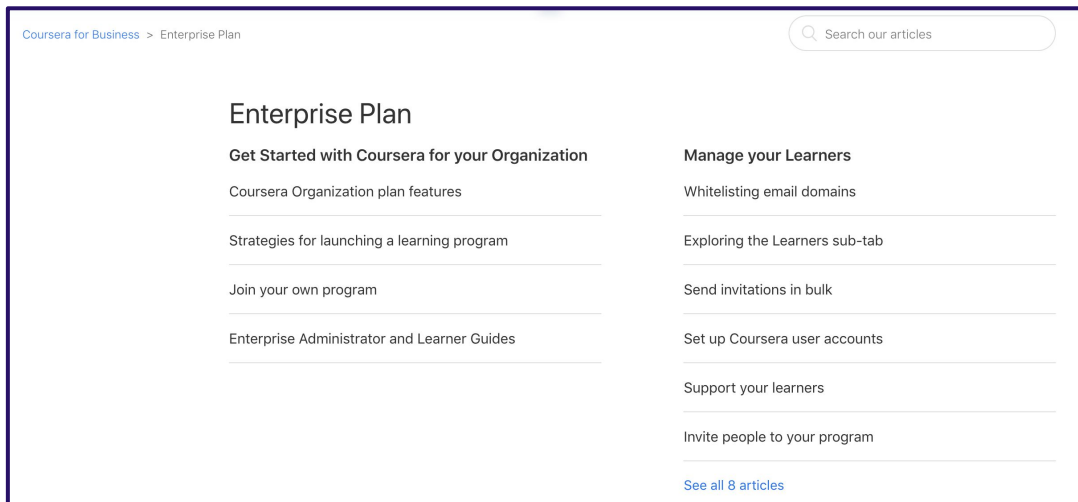 Coursera for Business > Enterprise Plan
Search our articles
Enterprise Plan
Get Started with Coursera for your Organization
Coursera Organization plan features
Strategies for launching a learning program
Join your own program
Enterprise Administrator and Learner Guides
Manage your Learners
Whitelisting email domains
Exploring the Learners sub-tab
Send invitations in bulk
Set up Coursera user accounts
Support your learners
Invite people to your program
See all 8 articles